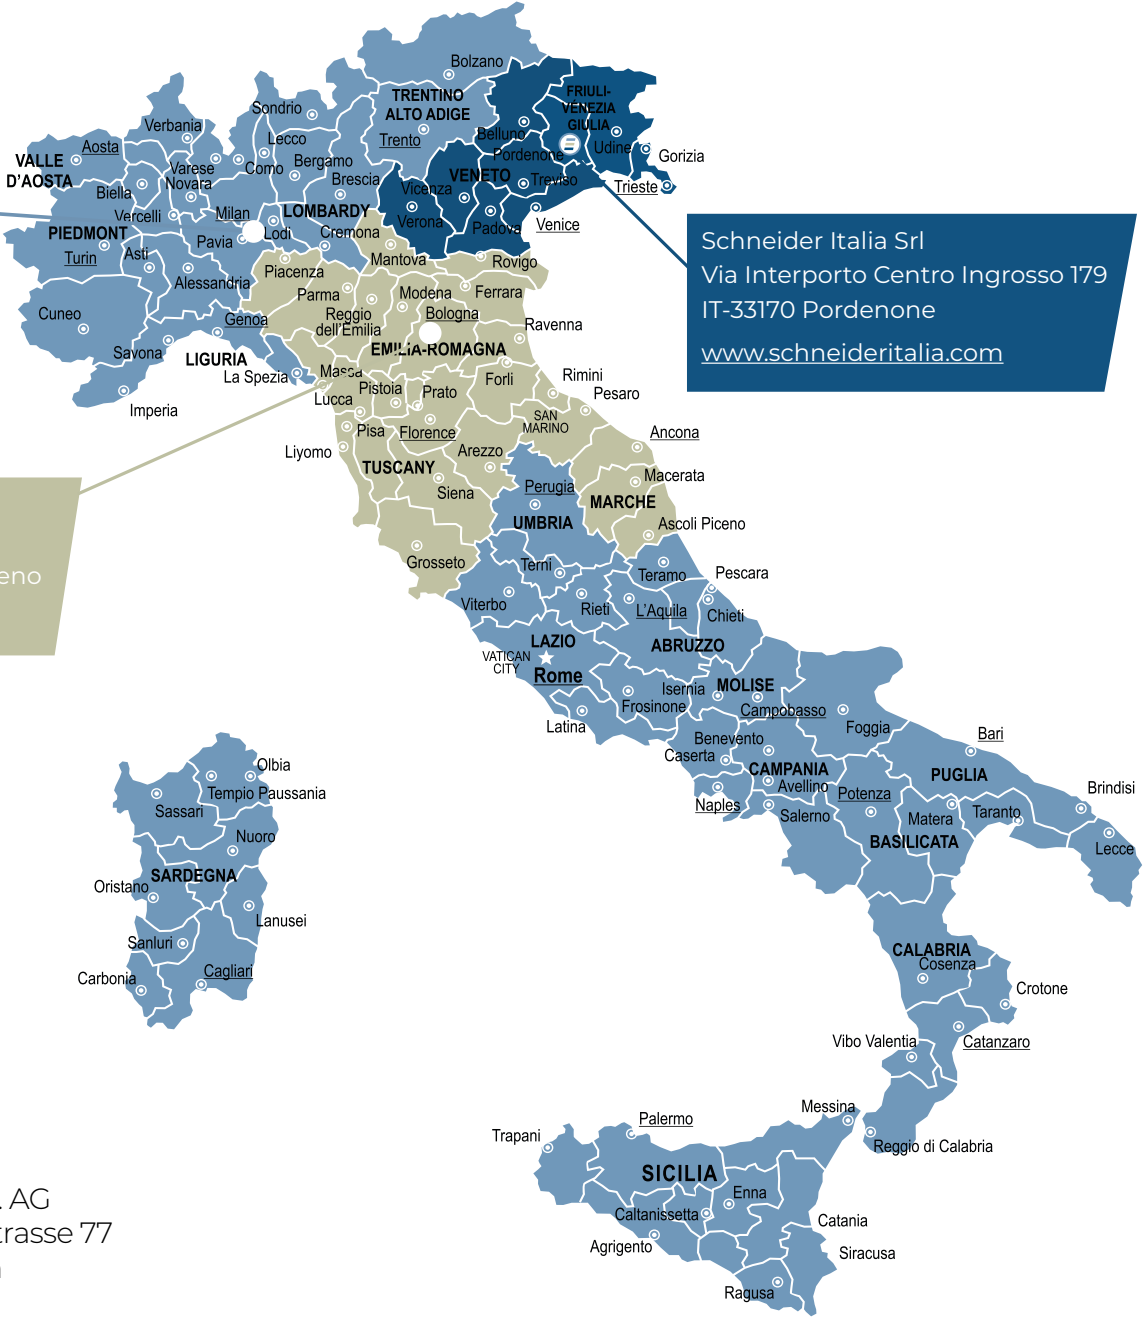 Bolzano
TRENTINO
ALTO ADIGE
Trento
FRIULI-
VENEZIA
GIULIA
Belluno
Pordenone
Udine
Gorizia
Trieste
Sondrio
Verbania
Lecco
Aosta
VALLE
D'AOSTA
Varese
Como
Bergamo
Biella
Novara
Brescia
Vicenza
VENETO
Treviso
Vercelli
Milan
LOMBARDY
Verona
Padova
Venice
PIEDMONT
Pavia
Lodi
Cremona
Turin
Asti
Mantova
Rovigo
Piacenza
Alessandria
Parma
Modena
Ferrara
Cuneo
Genoa
Reggio
dell'Emilia
Bologna
Ravenna
Savona
LIGURIA
EMILIA-ROMAGNA
La Spezia
Massa
Pistoia
Prato
Forli
Rimini
Imperia
Lucca
Pesaro
Pisa
Florence
SAN
MARINO
Ancona
Liyomo
Arezzo
TUSCANY
Siena
Perugia
Macerata
MARCHE
UMBRIA
Ascoli Piceno
Grosseto
Terni
Teramo
Pescara
Viterbo
Rieti
L'Aquila
Chieti
LAZIO
ABRUZZO
VATICAN
CITY
Rome
Isernia
MOLISE
Frosinone
Campobasso
Latina
Foggia
Benevento
Caserta
Bari
CAMPANIA
Avellino
PUGLIA
Naples
Potenza
Brindisi
Salerno
Matera
Taranto
BASILICATA
Lecce
Olbia
Tempio Paussania
Sassari
Nuoro
SARDEGNA
Oristano
Lanusei
Sanluri
Cagliari
Carbonia
CALABRIA
Cosenza
Crotone
Vibo Valentia
Catanzaro
Messina
Reggio di Calabria
Palermo
Trapani
SICILIA
Enna
Caltanissetta
Catania
Agrigento
Siracusa
Ragusa
Schneider Italia Srl
Via Interporto Centro Ingrosso 179
IT-33170 Pordenone
www.schneideritalia.com
eno
. AG
trasse 77